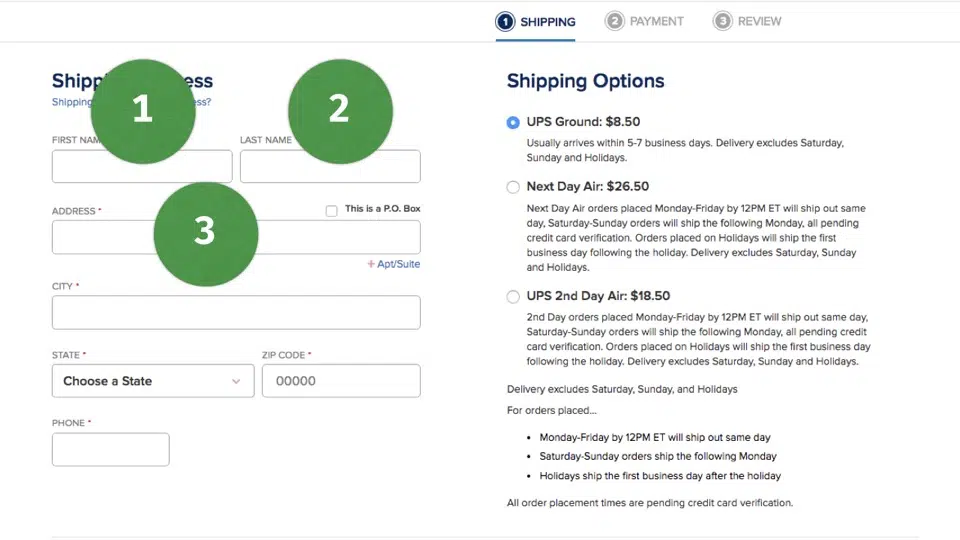 1 SHIPPING 2 PAYMENT 3 REVIEW
1
2
3
Shipping
FIRST
LAST NAME
ADDRESS *
This is a P.O. Box
+ Apt/Suite
CITY *
STATE * ZIP CODE *
Choose a State 00000
PHONE *
Shipping Options
UPS Ground: $8.50
Usually arrives within 5-7 business days. Delivery excludes Saturday,
Sunday and Holidays.
Next Day Air: $26.50
Next Day Air orders placed Monday-Friday by 12PM ET will ship out same
day, Saturday-Sunday orders will ship the following Monday, all pending
credit card verification. Orders placed on Holidays will ship the first
business day following the holiday. Delivery excludes Saturday, Sunday
and Holidays.
UPS 2nd Day Air: $18.50
2nd Day orders placed Monday-Friday by 12PM ET will ship out same day,
Saturday-Sunday orders will ship the following Monday, all pending credit
card verification. Orders placed on Holidays will ship the first business day
following the holiday. Delivery excludes Saturday, Sunday and Holidays.
Delivery excludes Saturday, Sunday, and Holidays
For orders placed...
• Monday-Friday by 12PM ET will ship out same day
• Saturday-Sunday orders ship the following Monday
• Holidays ship the first business day after the holiday
All order placement times are pending credit card verification.